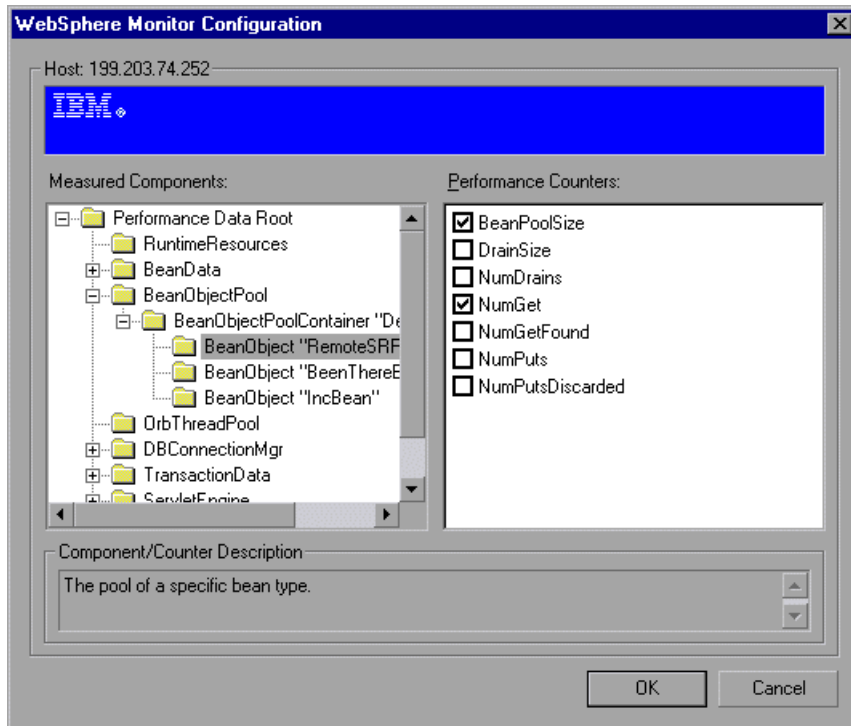 WebSphere Monitor Configuration
Host: 199.203.74.252
IBM®
Measured Components:
Performance Data Root
RuntimeResources
BeanData
BeanObjectPool
BeanObjectPoolContainer "De
BeanObject "RemoteSRF
BeanObject "BeenThereE
BeanObject "IncBean"
OrbThreadPool
DBConnectionMgr
TransactionData
ServletEngine
Performance Counters:
BeanPoolSize
DrainSize
NumDrains
NumGet
NumGetFound
NumPuts
NumPutsDiscarded
Component/Counter Description
The pool of a specific bean type.
OK
Cancel